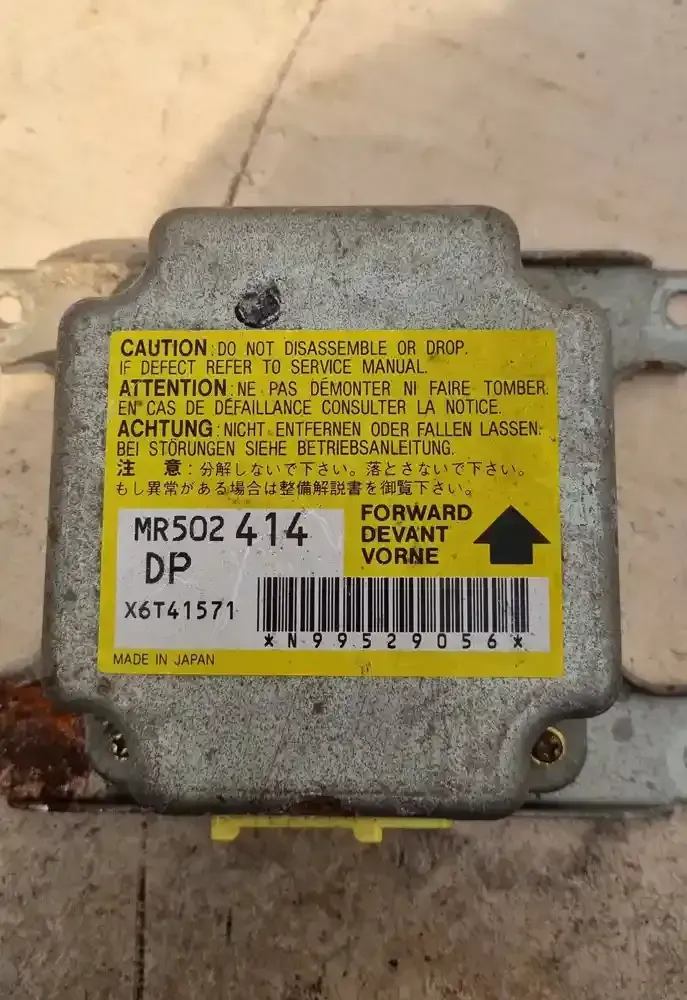 CAUTION: DO NOT DISASSEMBLE OR DROP.
IF DEFECT REFER TO SERVICE MANUAL.
ATTENTION: NE PAS DÉMONTER NI FAIRE TOMBER.
EN CAS DE DÉFAILLANCE CONSULTER LA NOTICE.
ACHTUNG: NICHT ENTFERNEN ODER FALLEN LASSEN.
BEI STÖRUNGEN SIEHE BETRIEBSANLEITUNG.
注 意: 分解しないで下さい。落とさないで下さい。
もし異常がある場合は整備解説書を御覧下さい。
MR502 414
DP
X6T41571
FORWARD
DEVANT
VORNE
*N99529056*
MADE IN JAPAN